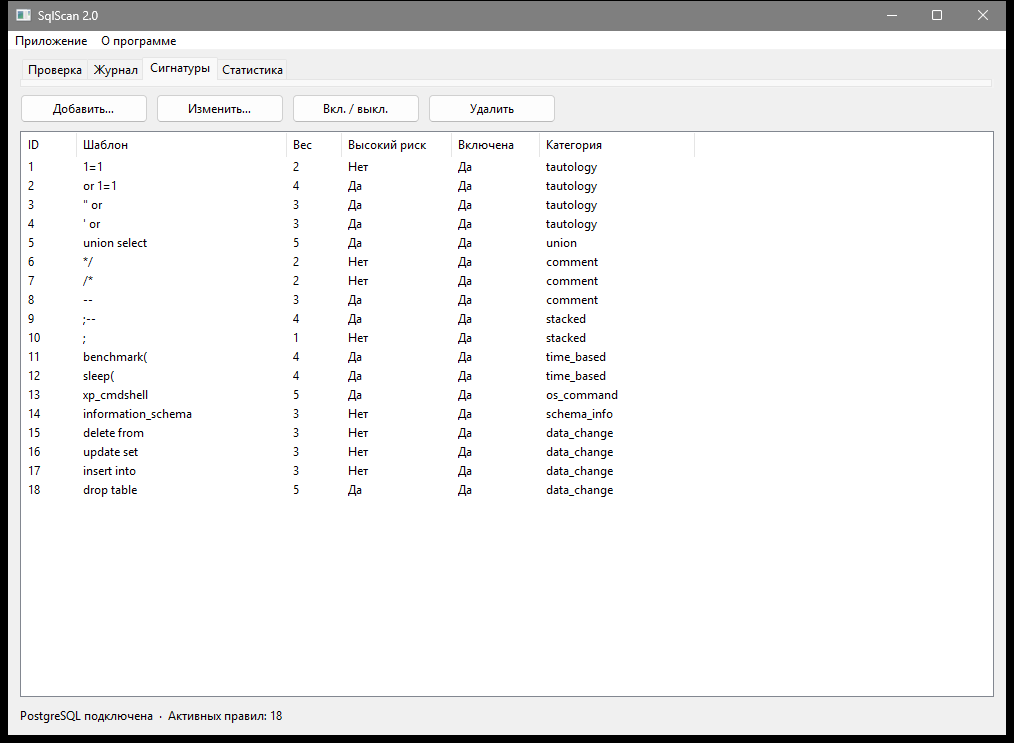 SqlScan 2.0
Приложение О программе
Проверка Журнал Сигнатуры Статистика
Добавить... Изменить... Вкл. / выкл. Удалить
ID Шаблон Вес Высокий риск Включена Категория
1 1=1 2 Нет Да tautology
2 or 1=1 4 Да Да tautology
3 " or 3 Да Да tautology
4 ' or 3 Да Да tautology
5 union select 5 Да Да union
6 */ 2 Нет Да comment
7 /* 2 Нет Да comment
8 -- 3 Да Да comment
9 ;-- 4 Да Да stacked
10 ; 1 Нет Да stacked
11 benchmark( 4 Да Да time_based
12 sleep( 4 Да Да time_based
13 xp_cmdshell 5 Да Да os_command
14 information_schema 3 Нет Да schema_info
15 delete from 3 Нет Да data_change
16 update set 3 Нет Да data_change
17 insert into 3 Нет Да data_change
18 drop table 5 Да Да data_change
PostgreSQL подключена · Активных правил: 18